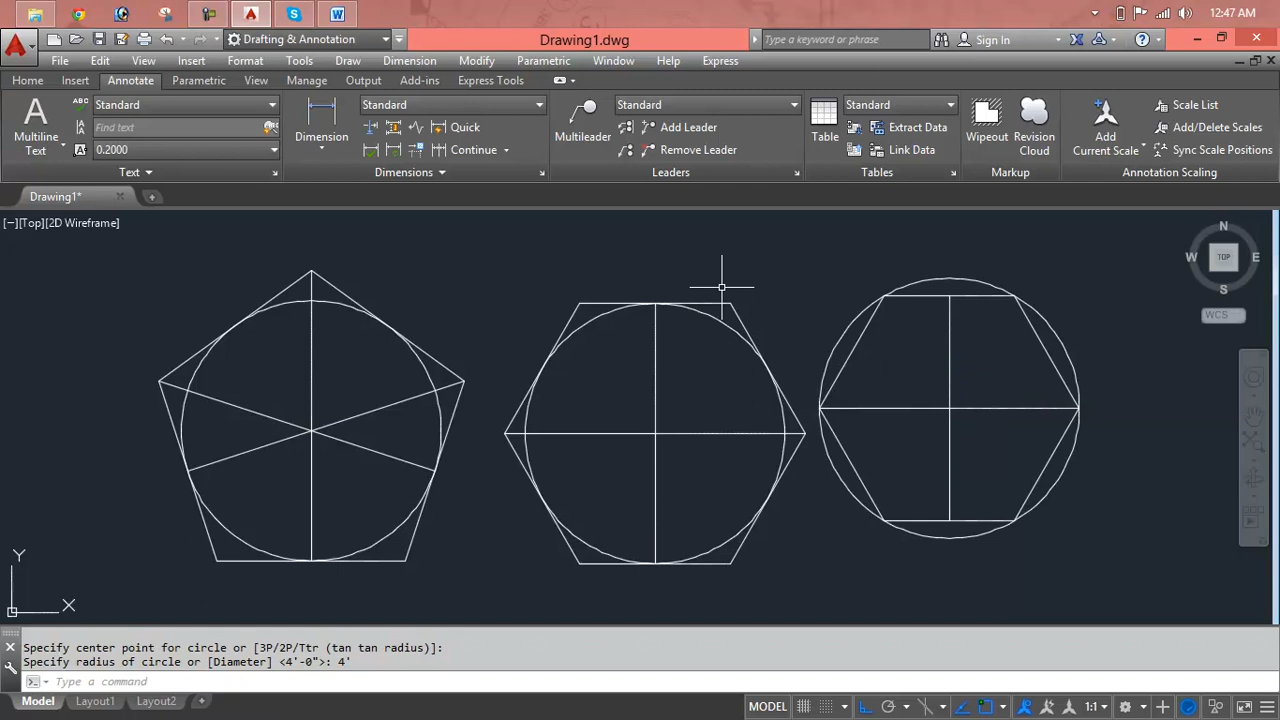 12:47 AM
Drafting & Annotation
Drawing1.dwg
Type a keyword or phrase
Sign In
File Edit View Insert Format Tools Draw Dimension Modify Parametric Window Help Express
Home Insert Annotate Parametric View Manage Output Add-ins Express Tools
Multiline Text
ABC
Standard
Find text
0.2000
Text
Dimension
Standard
Quick
Continue
Dimensions
Multileader
Standard
Add Leader
Remove Leader
Leaders
Table
Standard
Extract Data
Link Data
Tables
Wipeout
Revision Cloud
Markup
Add Current Scale
Scale List
Add/Delete Scales
Sync Scale Positions
Annotation Scaling
Drawing1*
[−][Top][2D Wireframe]
N
W TOP E
S
WCS
Y
X
Specify center point for circle or [3P/2P/Ttr (tan tan radius)]:
Specify radius of circle or [Diameter] <4'-0">: 4'
Type a command
Model Layout1 Layout2
MODEL
1:1